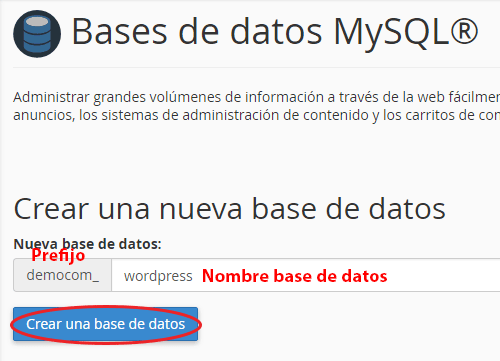 Bases de datos MySQL®
Administrar grandes volúmenes de información a través de la web fácilmen
anuncios, los sistemas de administración de contenido y los carritos de com
Crear una nueva base de datos
Nueva base de datos:
Prefijo
democom_ wordpress Nombre base de datos
Crear una base de datos